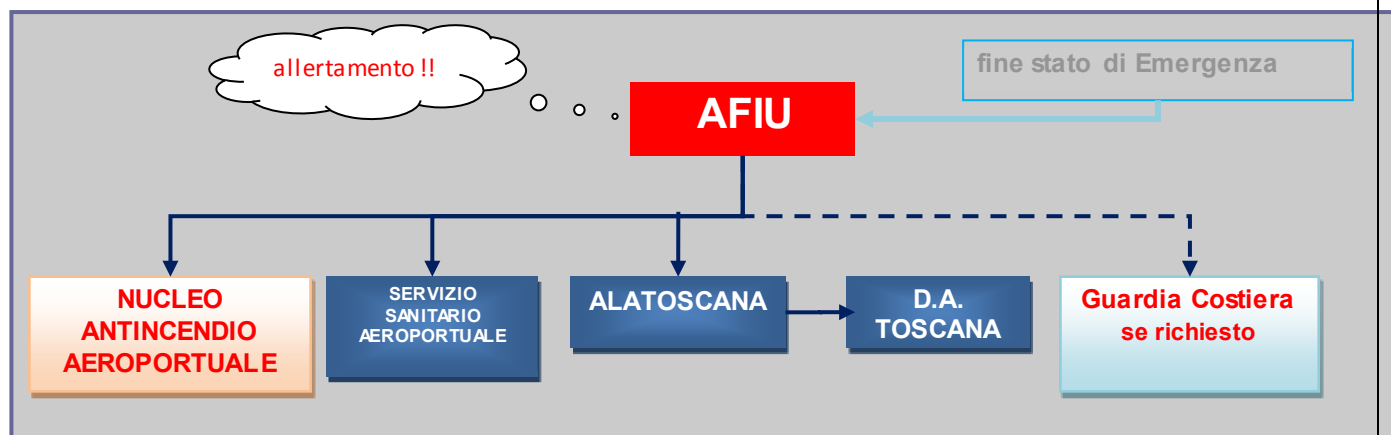 allertamento !!
fine stato di Emergenza
AFIU
NUCLEO
ANTINCENDIO
AEROPORTUALE
SERVIZIO
SANITARIO
AEROPORTUALE
ALATOSCANA
D.A.
TOSCANA
Guardia Costiera
se richiesto